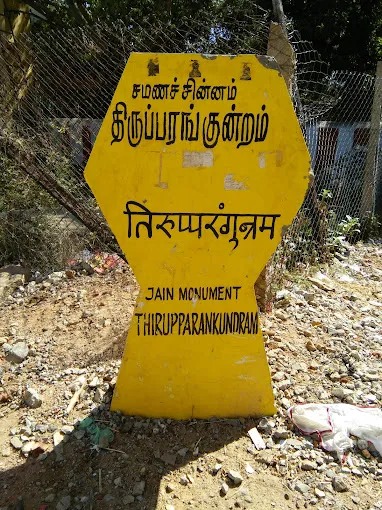 சமணச்சின்னம்
திருப்பரங்குன்றம்
तिरुप्परंगुन्रम
JAIN MONUMENT
THIRUPPARANKUNDRAM